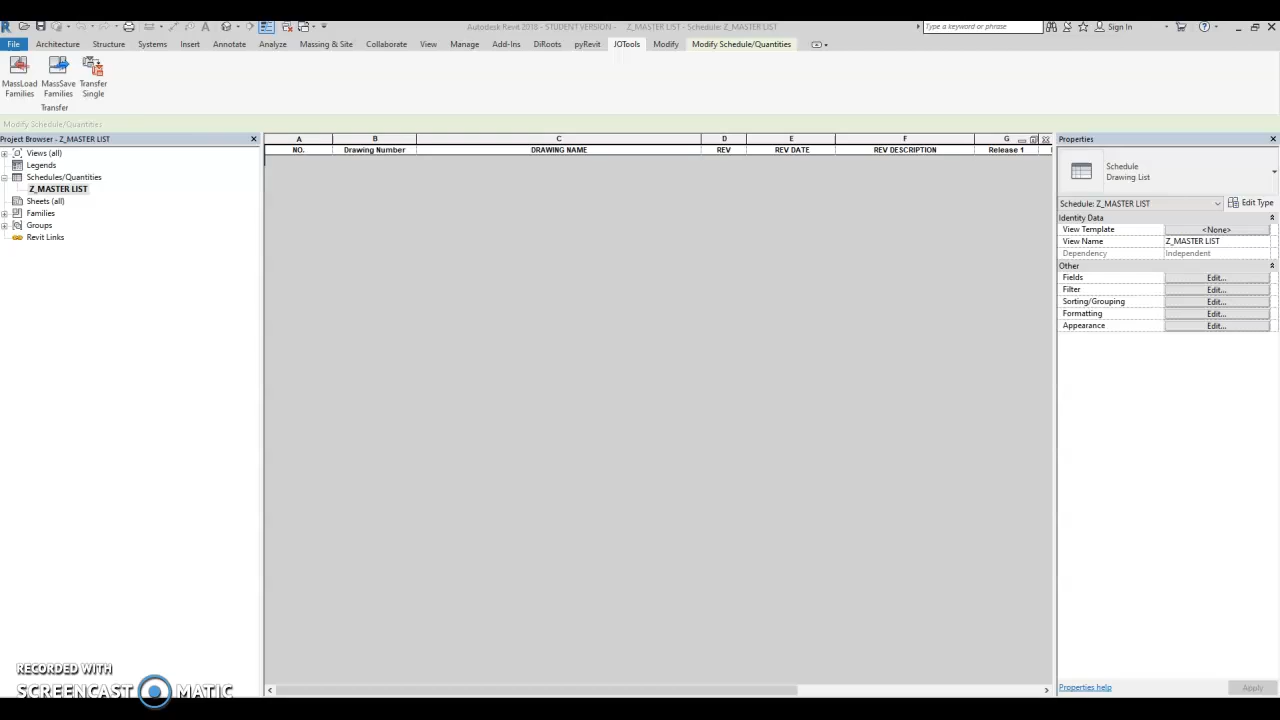 Autodesk Revit 2018 - STUDENT VERSION - Z_MASTER LIST - Schedule: Z_MASTER LIST
Type a keyword or phrase
Sign In
File Architecture Structure Systems Insert Annotate Analyze Massing & Site Collaborate View Manage Add-Ins DiRoots pyRevit JOTools Modify Modify Schedule/Quantities
MassLoad Families
MassSave Families
Transfer Single
Transfer
Modify Schedule/Quantities
Project Browser - Z_MASTER LIST
Views (all)
Legends
Schedules/Quantities
Z_MASTER LIST
Sheets (all)
Families
Groups
Revit Links
A B C D E F G
NO. Drawing Number DRAWING NAME REV REV DATE REV DESCRIPTION Release 1
Properties
Schedule
Drawing List
Schedule: Z_MASTER LIST Edit Type
Identity Data
View Template <None>
View Name Z_MASTER LIST
Dependency Independent
Other
Fields Edit...
Filter Edit...
Sorting/Grouping Edit...
Formatting Edit...
Appearance Edit...
Properties help Apply
RECORDED WITH
SCREENCAST MATIC